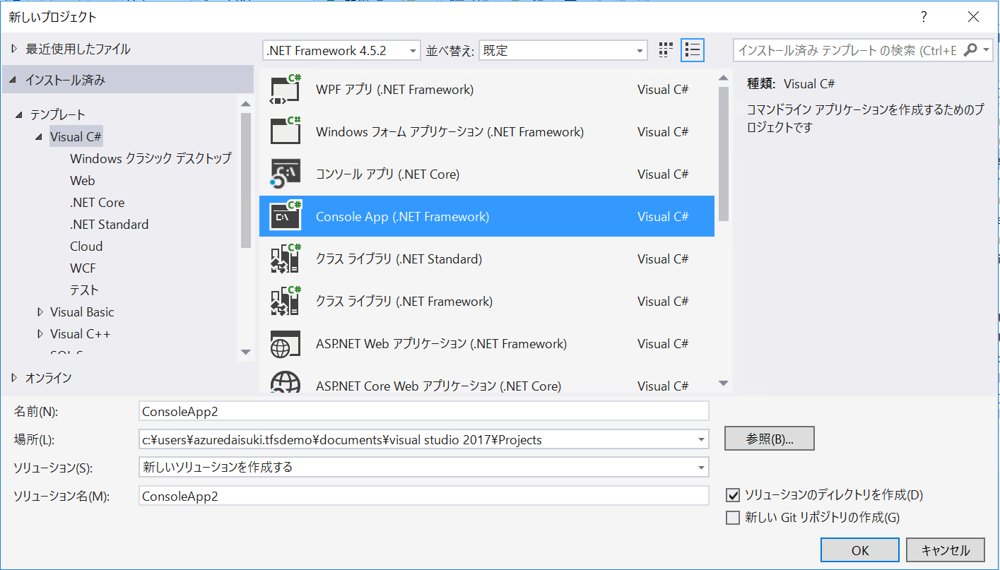 新しいプロジェクト
?
最近使用したファイル
.NET Framework 4.5.2
並べ替え:
既定
インストール済み テンプレート の検索 (Ctrl+E
インストール済み
テンプレート
Visual C#
Windows クラシック デスクトップ
Web
.NET Core
.NET Standard
Cloud
WCF
テスト
Visual Basic
Visual C++
オンライン
WPF アプリ (.NET Framework) Visual C#
Windows フォーム アプリケーション (.NET Framework) Visual C#
コンソール アプリ (.NET Core) Visual C#
Console App (.NET Framework) Visual C#
クラス ライブラリ (.NET Standard) Visual C#
クラス ライブラリ (.NET Framework) Visual C#
ASP.NET Web アプリケーション (.NET Framework) Visual C#
ASP.NET Core Web アプリケーション (.NET Core) Visual C#
種類: Visual C#
コマンドライン アプリケーションを作成するためのプ
ロジェクトです
名前(N): ConsoleApp2
場所(L): c:¥users¥azuredaisuki.tfsdemo¥documents¥visual studio 2017¥Projects
参照(B)...
ソリューション(S): 新しいソリューションを作成する
ソリューション名(M): ConsoleApp2
ソリューションのディレクトリを作成(D)
新しい Git リポジトリの作成(G)
OK
キャンセル